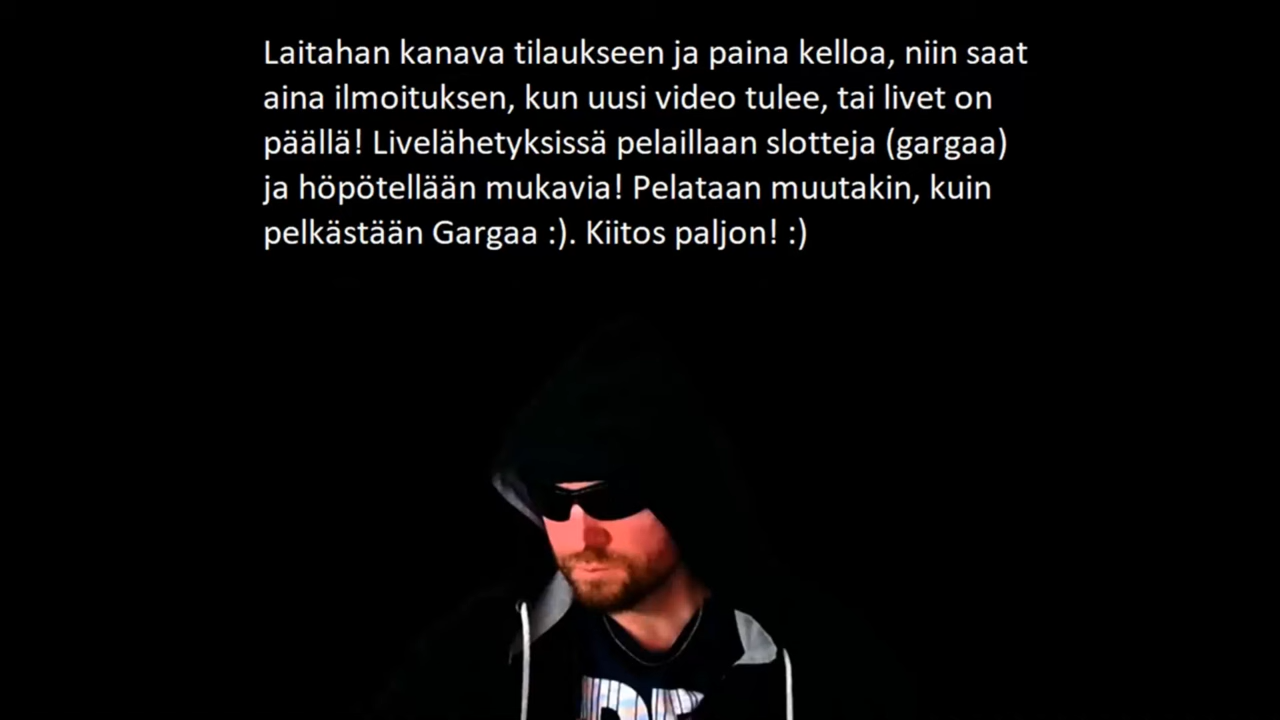 Laitahan kanava tilaukseen ja paina kelloa, niin saat
aina ilmoituksen, kun uusi video tulee, tai livet on
päällä! Livelähetyksissä pelaillaan slotteja (gargaa)
ja höpötellään mukavia! Pelataan muutakin, kuin
pelkästään Gargaa :). Kiitos paljon! :)